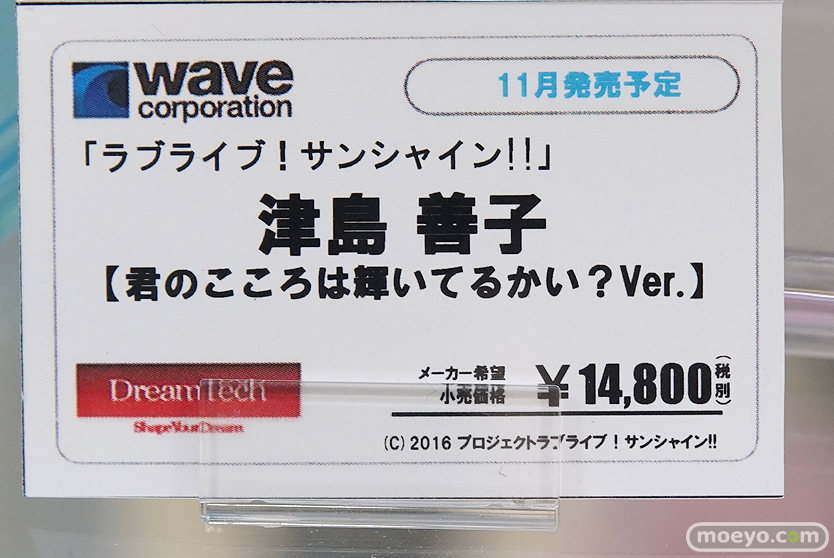 wave
corporation
11月発売予定
「ラブライブ！サンシャイン!!」
津島 善子
【君のこころは輝いてるかい？Ver.】
DreamTech
ShapeYourDream
メーカー希望
小売価格
¥14,800(税別)
(C) 2016 プロジェクトラブライブ！サンシャイン!!
moeyo.com